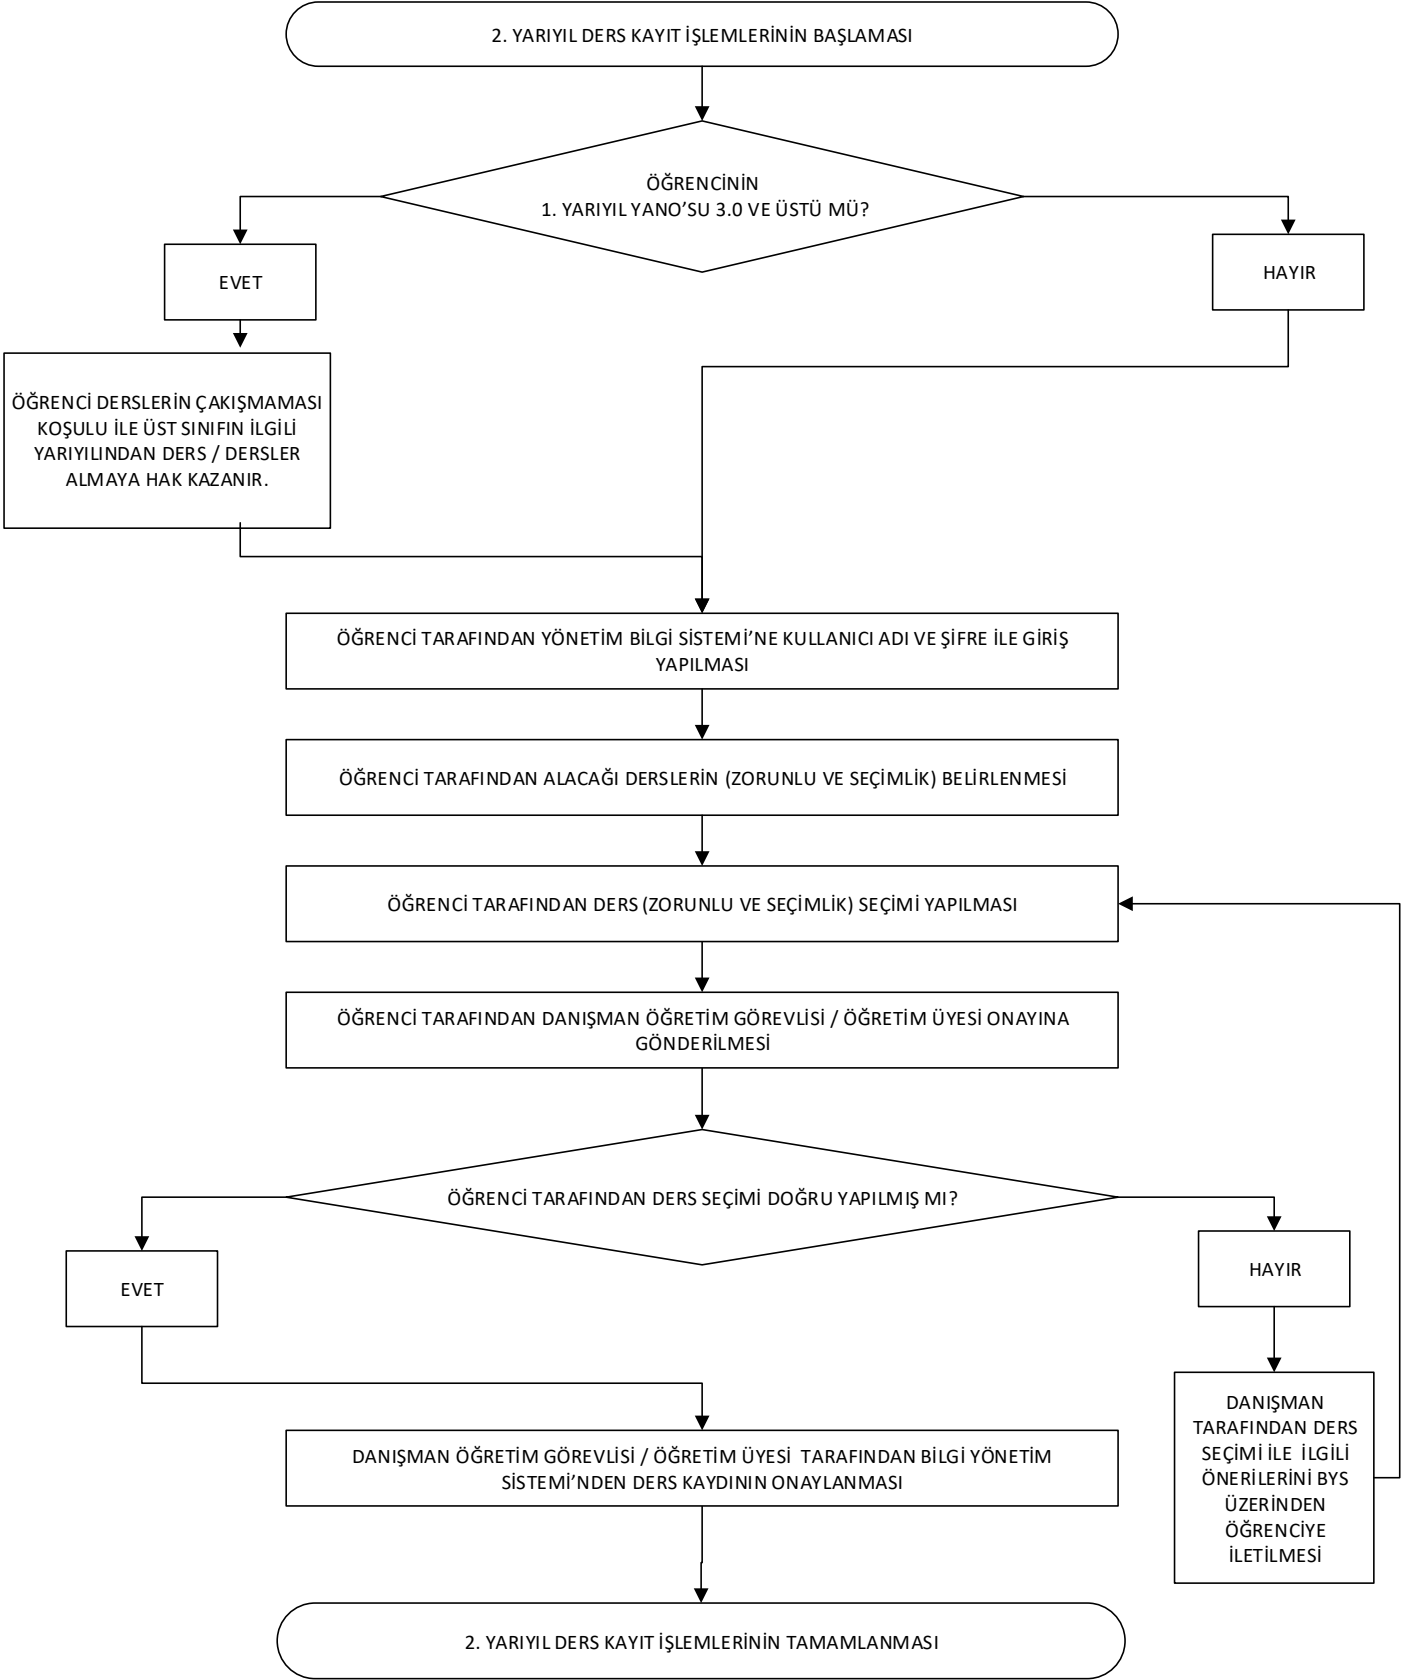 2. YARIYIL DERS KAYIT İŞLEMLERİNİN BAŞLAMASI
ÖĞRENCİNİN
1. YARIYIL YANO’SU 3.0 VE ÜSTÜ MÜ?
EVET
HAYIR
ÖĞRENCİ DERSLERİN ÇAKIŞMAMASI
KOŞULU İLE ÜST SINIFIN İLGİLİ
YARIYILINDAN DERS / DERSLER
ALMAYA HAK KAZANIR.
ÖĞRENCİ TARAFINDAN YÖNETİM BİLGİ SİSTEMİ’NE KULLANICI ADI VE ŞİFRE İLE GİRİŞ
YAPILMASI
ÖĞRENCİ TARAFINDAN ALACAĞI DERSLERİN (ZORUNLU VE SEÇİMLİK) BELİRLENMESİ
ÖĞRENCİ TARAFINDAN DERS (ZORUNLU VE SEÇİMLİK) SEÇİMİ YAPILMASI
ÖĞRENCİ TARAFINDAN DANIŞMAN ÖĞRETİM GÖREVLİSİ / ÖĞRETİM ÜYESİ ONAYINA
GÖNDERİLMESİ
ÖĞRENCİ TARAFINDAN DERS SEÇİMİ DOĞRU YAPILMIŞ MI?
EVET
HAYIR
DANIŞMAN
TARAFINDAN DERS
SEÇİMİ İLE İLGİLİ
ÖNERİLERİNİ BYS
ÜZERİNDEN
ÖĞRENCİYE
İLETİLMESİ
DANIŞMAN ÖĞRETİM GÖREVLİSİ / ÖĞRETİM ÜYESİ TARAFINDAN BİLGİ YÖNETİM
SİSTEMİ’NDEN DERS KAYDININ ONAYLANMASI
2. YARIYIL DERS KAYIT İŞLEMLERİNİN TAMAMLANMASI